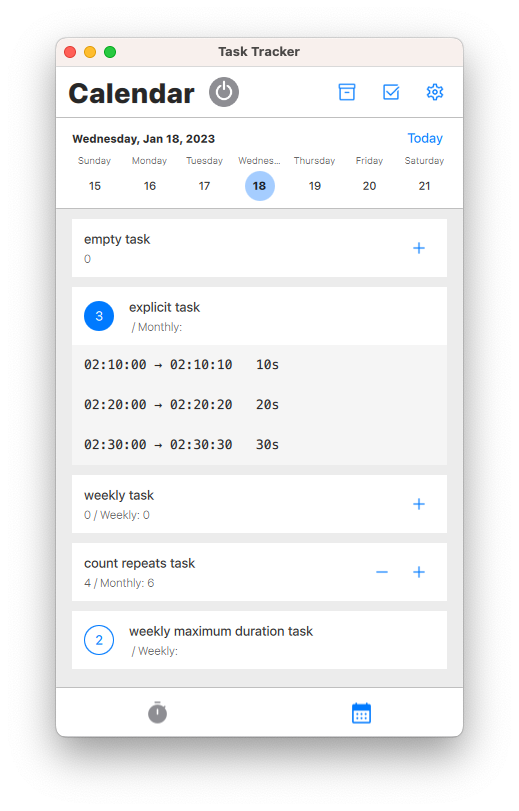 Task Tracker
Calendar
Wednesday, Jan 18, 2023 Today
Sunday Monday Tuesday Wednes... Thursday Friday Saturday
15 16 17 18 19 20 21
empty task
0
3 explicit task
/ Monthly:
02:10:00 → 02:10:10 10s
02:20:00 → 02:20:20 20s
02:30:00 → 02:30:30 30s
weekly task
0 / Weekly: 0
count repeats task
4 / Monthly: 6
2 weekly maximum duration task
/ Weekly: